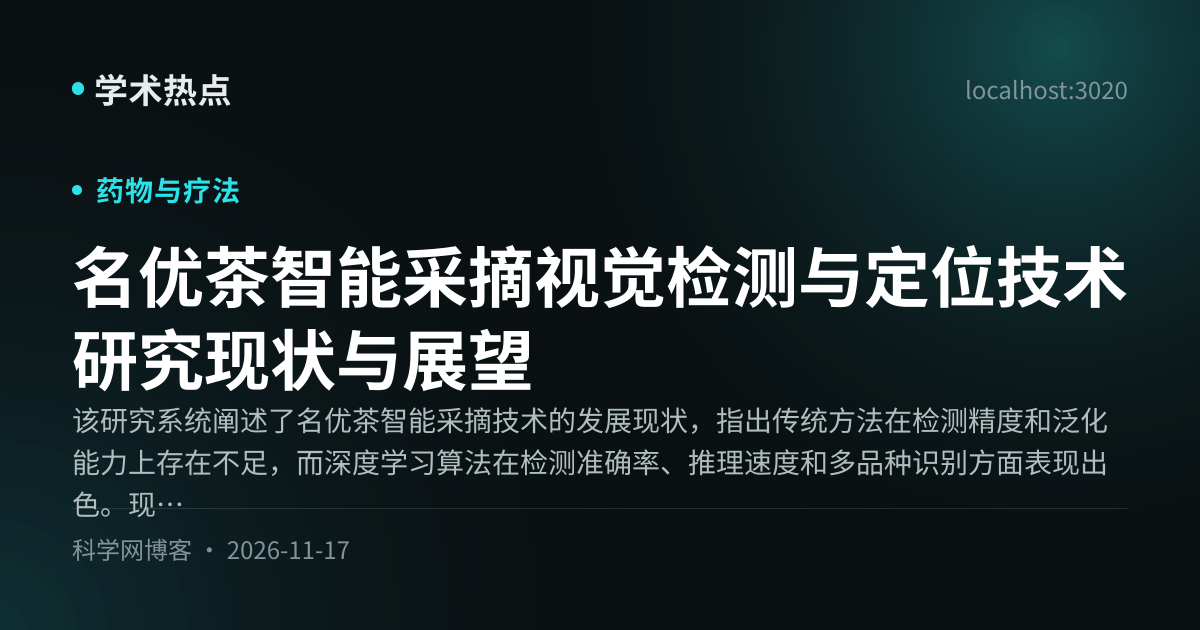 学术热点
localhost:3020
药物与疗法
名优茶智能采摘视觉检测与定位技术
研究现状与展望
该研究系统阐述了名优茶智能采摘技术的发展现状，指出传统方法在检测精度和泛化
能力上存在不足，而深度学习算法在检测准确率、推理速度和多品种识别方面表现出
色。现…
科学网博客 • 2026-11-17